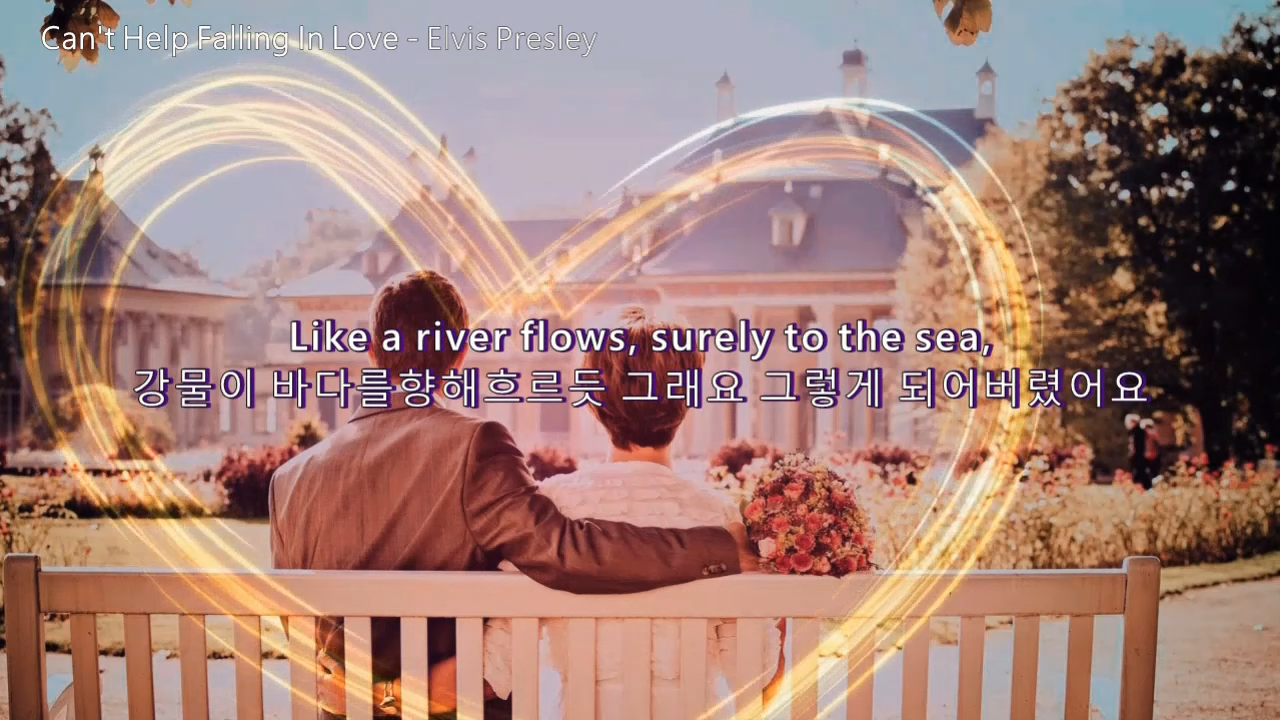 Can't Help Falling In Love - Elvis Presley
Like a river flows, surely to the sea,
강물이 바다를향해흐르듯 그래요 그렇게 되어버렸어요